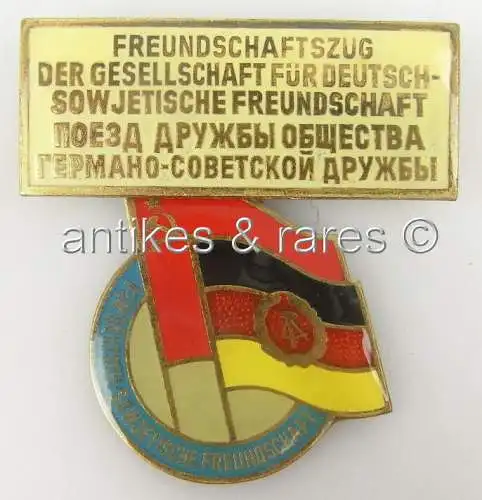 FREUNDSCHAFTSZUG
DER GESELLSCHAFT FÜR DEUTSCH-
SOWJETISCHE FREUNDSCHAFT
ПОЕЗД ДРУЖБЫ ОБЩЕСТВА
ГЕРМАНО-СОВЕТСКОЙ ДРУЖБЫ
antikes & rares ©
FREUNDSCHAFT